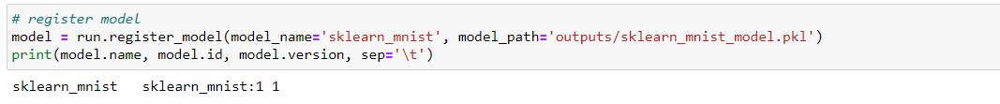 # register model
model = run.register_model(model_name='sklearn_mnist', model_path='outputs/sklearn_mnist_model.pkl')
print(model.name, model.id, model.version, sep='\t')
sklearn_mnist   sklearn_mnist:1 1